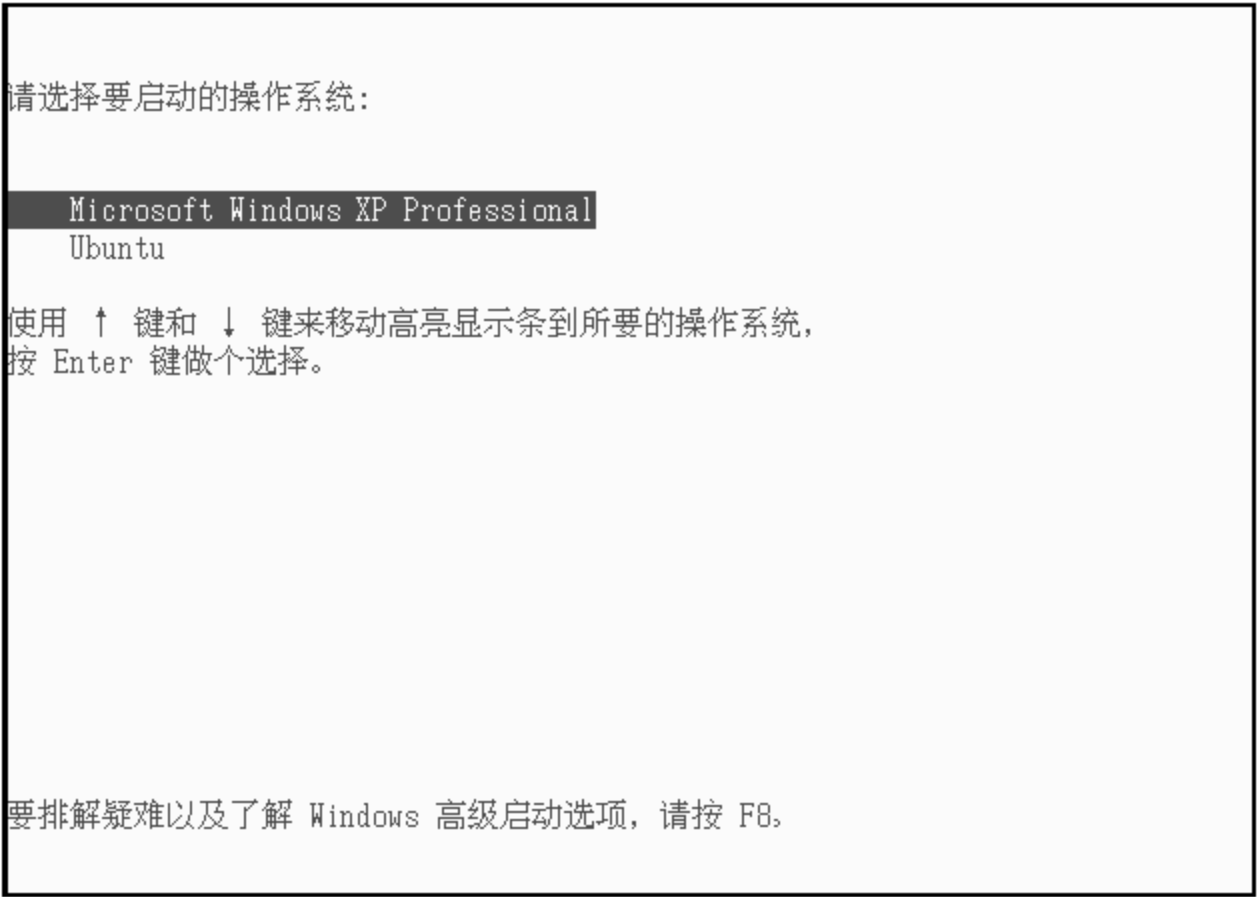 请选择要启动的操作系统:
Microsoft Windows XP Professional
Ubuntu
使用 ↑ 键和 ↓ 键来移动高亮显示条到所要的操作系统,
按 Enter 键做个选择。
要排解疑难以及了解 Windows 高级启动选项, 请按 F8。